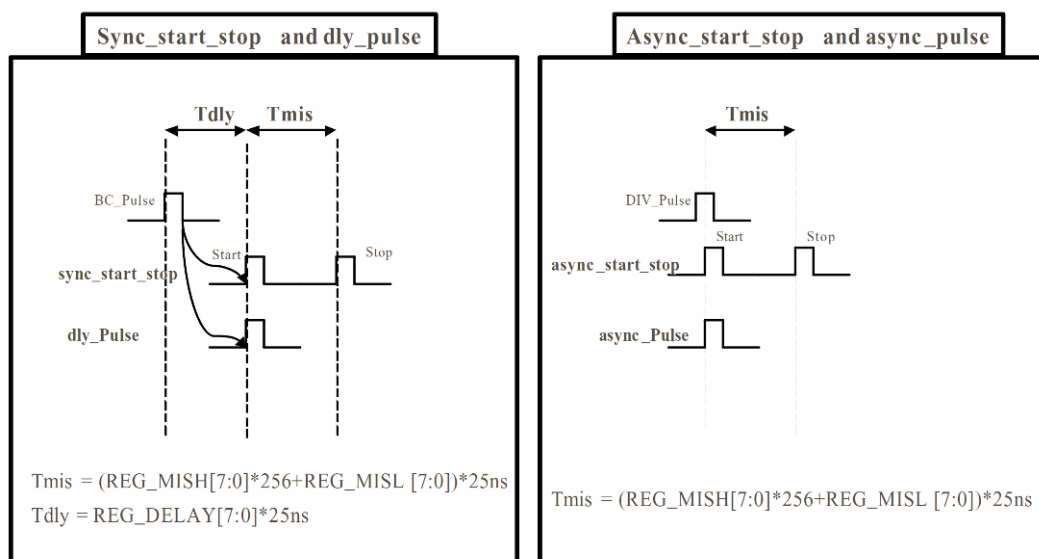 Sync_start_stop and dly_pulse
Tdly
Tmis
BC_Pulse
Start
Stop
sync_start_stop
dly_Pulse
Tmis = (REG_MISH[7:0]*256+REG_MISL [7:0])*25ns
Tdly = REG_DELAY[7:0]*25ns
Async_start_stop and async_pulse
Tmis
DIV_Pulse
Start
Stop
async_start_stop
async_Pulse
Tmis = (REG_MISH[7:0]*256+REG_MISL [7:0])*25ns